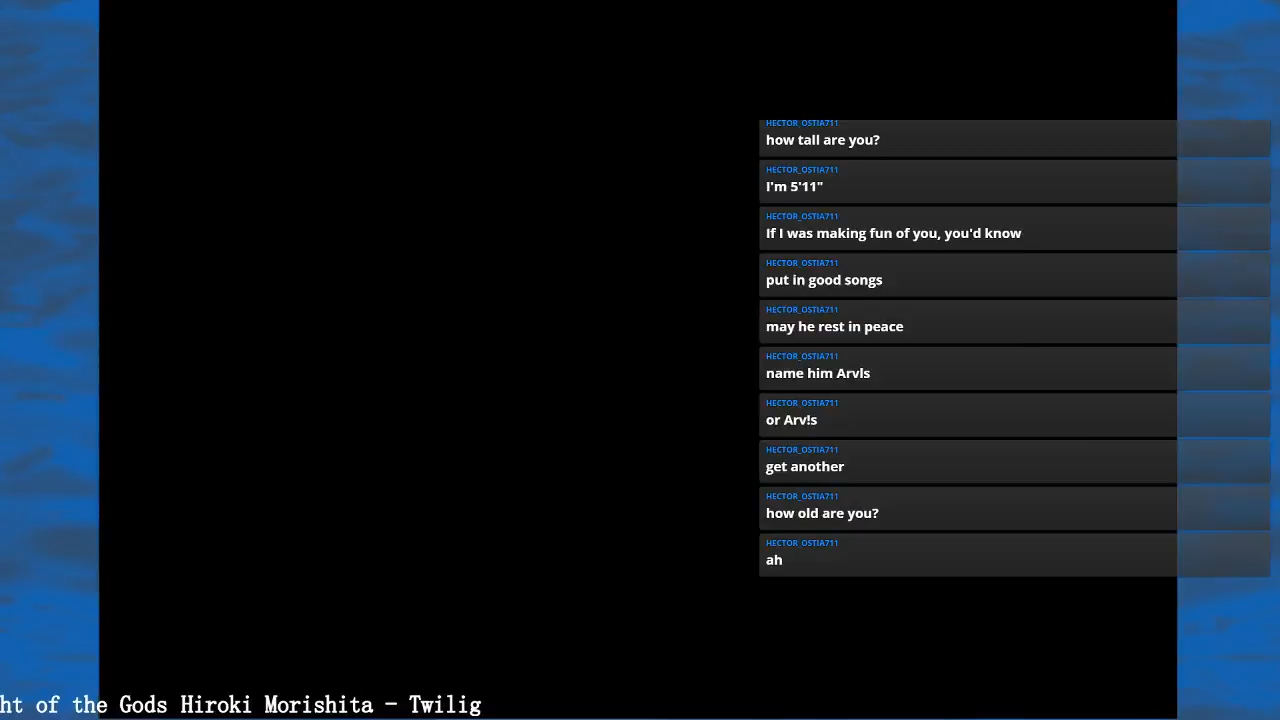 HECTOR_OSTIA711
how tall are you?
HECTOR_OSTIA711
I'm 5'11"
HECTOR_OSTIA711
If I was making fun of you, you'd know
HECTOR_OSTIA711
put in good songs
HECTOR_OSTIA711
may he rest in peace
HECTOR_OSTIA711
name him Arvls
HECTOR_OSTIA711
or Arv!s
HECTOR_OSTIA711
get another
HECTOR_OSTIA711
how old are you?
HECTOR_OSTIA711
ah
ht of the Gods Hiroki Morishita - Twilig